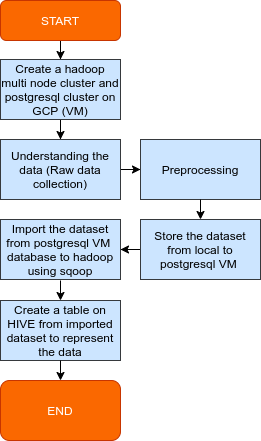 START
Create a hadoop
multi node cluster and
postgresql cluster on
GCP (VM)
Understanding the
data (Raw data
collection)
Preprocessing
Store the dataset
from local to
postgresql VM
Import the dataset
from postgresql VM
database to hadoop
using sqoop
Create a table on
HIVE from imported
dataset to represent
the data
END